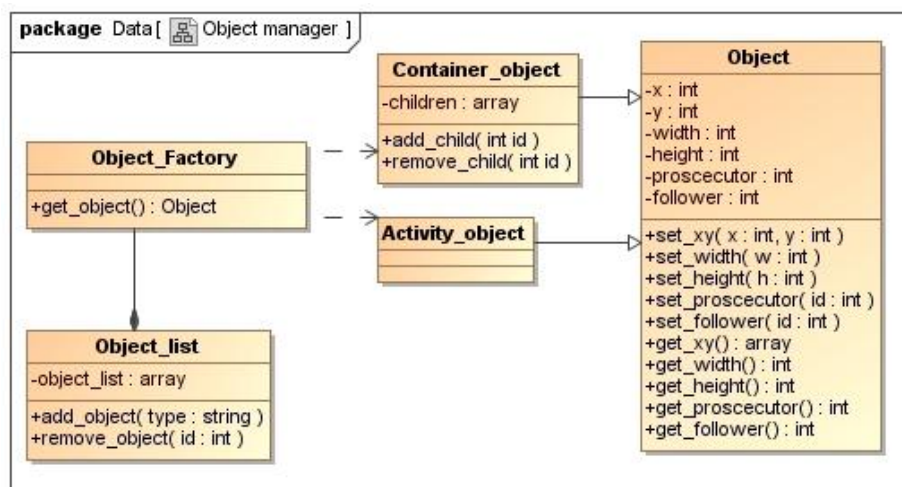 package Data [ Object manager ]
Object_Factory
+get_object() : Object
Object_list
-object_list : array
+add_object( type : string )
+remove_object( id : int )
Container_object
-children : array
+add_child( int id )
+remove_child( int id )
Activity_object
Object
-x : int
-y : int
-width : int
-height : int
-proscecutor : int
-follower : int
+set_xy( x : int, y : int )
+set_width( w : int )
+set_height( h : int )
+set_proscecutor( id : int )
+set_follower( id : int )
+get_xy() : array
+get_width() : int
+get_height() : int
+get_proscecutor() : int
+get_follower() : int